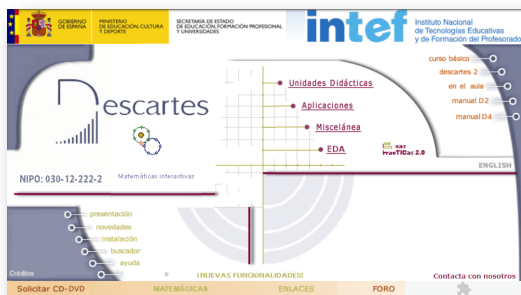 GOBIERNO
DE ESPAÑA
MINISTERIO
DE EDUCACIÓN, CULTURA
Y DEPORTE
SECRETARÍA DE ESTADO
DE EDUCACIÓN, FORMACIÓN PROFESIONAL
Y UNIVERSIDADES
intef
Instituto Nacional
de Tecnologías Educativas
y de Formación del Profesorado
curso básico
descartes 2
en el aula
manual D2
manual D4
Descartes
Unidades Didácticas
Aplicaciones
Miscelánea
EDA
PracTICas 2.0
ENGLISH
NIPO: 030-12-222-2
Matemáticas interactivas
presentación
novedades
instalación
buscador
ayuda
Créditos
¡NUEVAS FUNCIONALIDADES!
Contacta con nosotros
Solicitar CD-DVD
MATEMÁGICAS
ENLACES
FORO